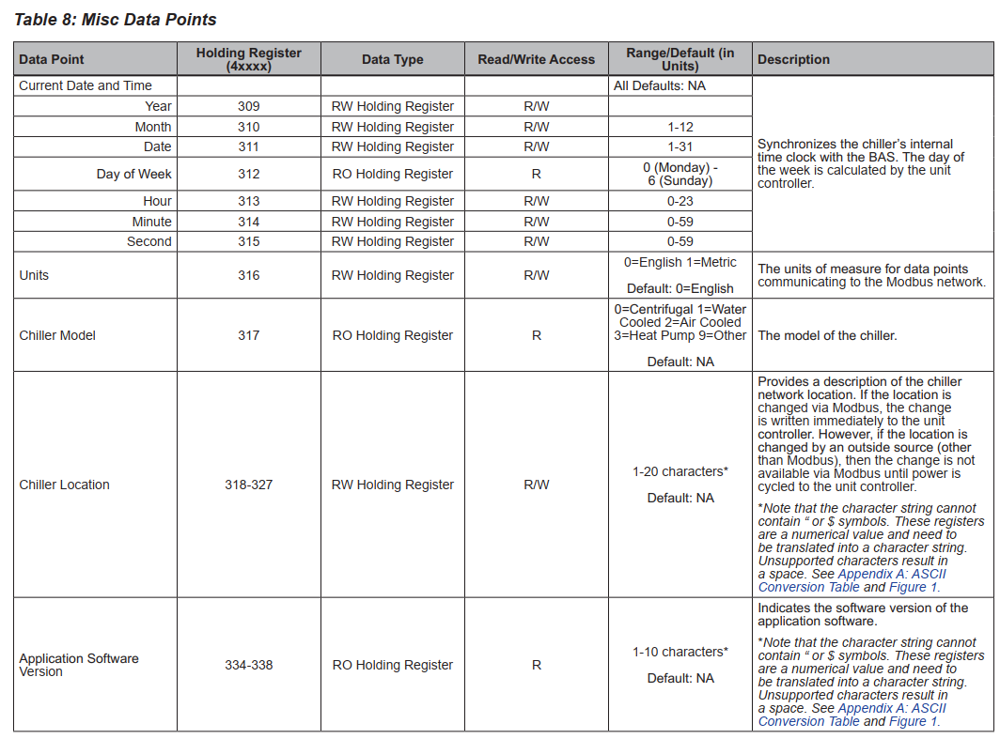 Table 8: Misc Data Points
Data Point
Holding Register
(4xxxx)
Data Type
Read/Write Access
Range/Default (in
Units)
Description
Current Date and Time
All Defaults: NA
Year
309
RW Holding Register
R/W
Month
310
RW Holding Register
R/W
1-12
Date
311
RW Holding Register
R/W
1-31
Day of Week
312
RO Holding Register
R
0 (Monday) -
6 (Sunday)
Hour
313
RW Holding Register
R/W
0-23
Minute
314
RW Holding Register
R/W
0-59
Second
315
RW Holding Register
R/W
0-59
Synchronizes the chiller’s internal
time clock with the BAS. The day of
the week is calculated by the unit
controller.
Units
316
RW Holding Register
R/W
0=English 1=Metric
Default: 0=English
The units of measure for data points
communicating to the Modbus network.
Chiller Model
317
RO Holding Register
R
0=Centrifugal 1=Water
Cooled 2=Air Cooled
3=Heat Pump 9=Other
Default: NA
The model of the chiller.
Chiller Location
318-327
RW Holding Register
R/W
1-20 characters*
Default: NA
Provides a description of the chiller
network location. If the location is
changed via Modbus, the change
is written immediately to the unit
controller. However, if the location is
changed by an outside source (other
than Modbus), then the change is not
available via Modbus until power is
cycled to the unit controller.
*Note that the character string cannot
contain “ or $ symbols. These registers
are a numerical value and need to
be translated into a character string.
Unsupported characters result in
a space. See Appendix A: ASCII
Conversion Table and Figure 1.
Application Software
Version
334-338
RO Holding Register
R
1-10 characters*
Default: NA
Indicates the software version of the
application software.
*Note that the character string cannot
contain “ or $ symbols. These registers
are a numerical value and need to
be translated into a character string.
Unsupported characters result in
a space. See Appendix A: ASCII
Conversion Table and Figure 1.